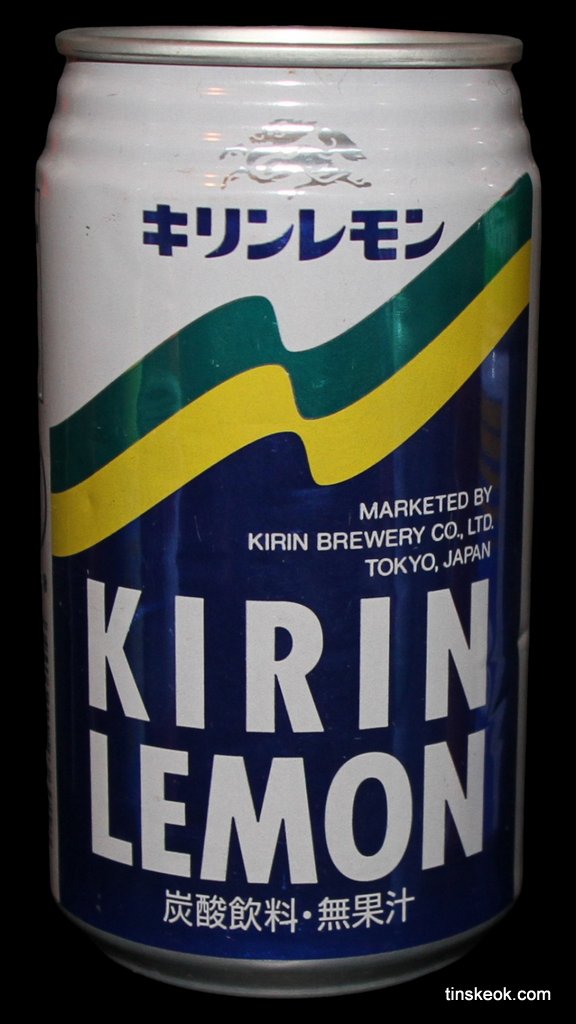 キリンレモン
MARKETED BY
KIRIN BREWERY CO., LTD.
TOKYO, JAPAN
KIRIN
LEMON
炭酸飲料・無果汁
tinskeok.com